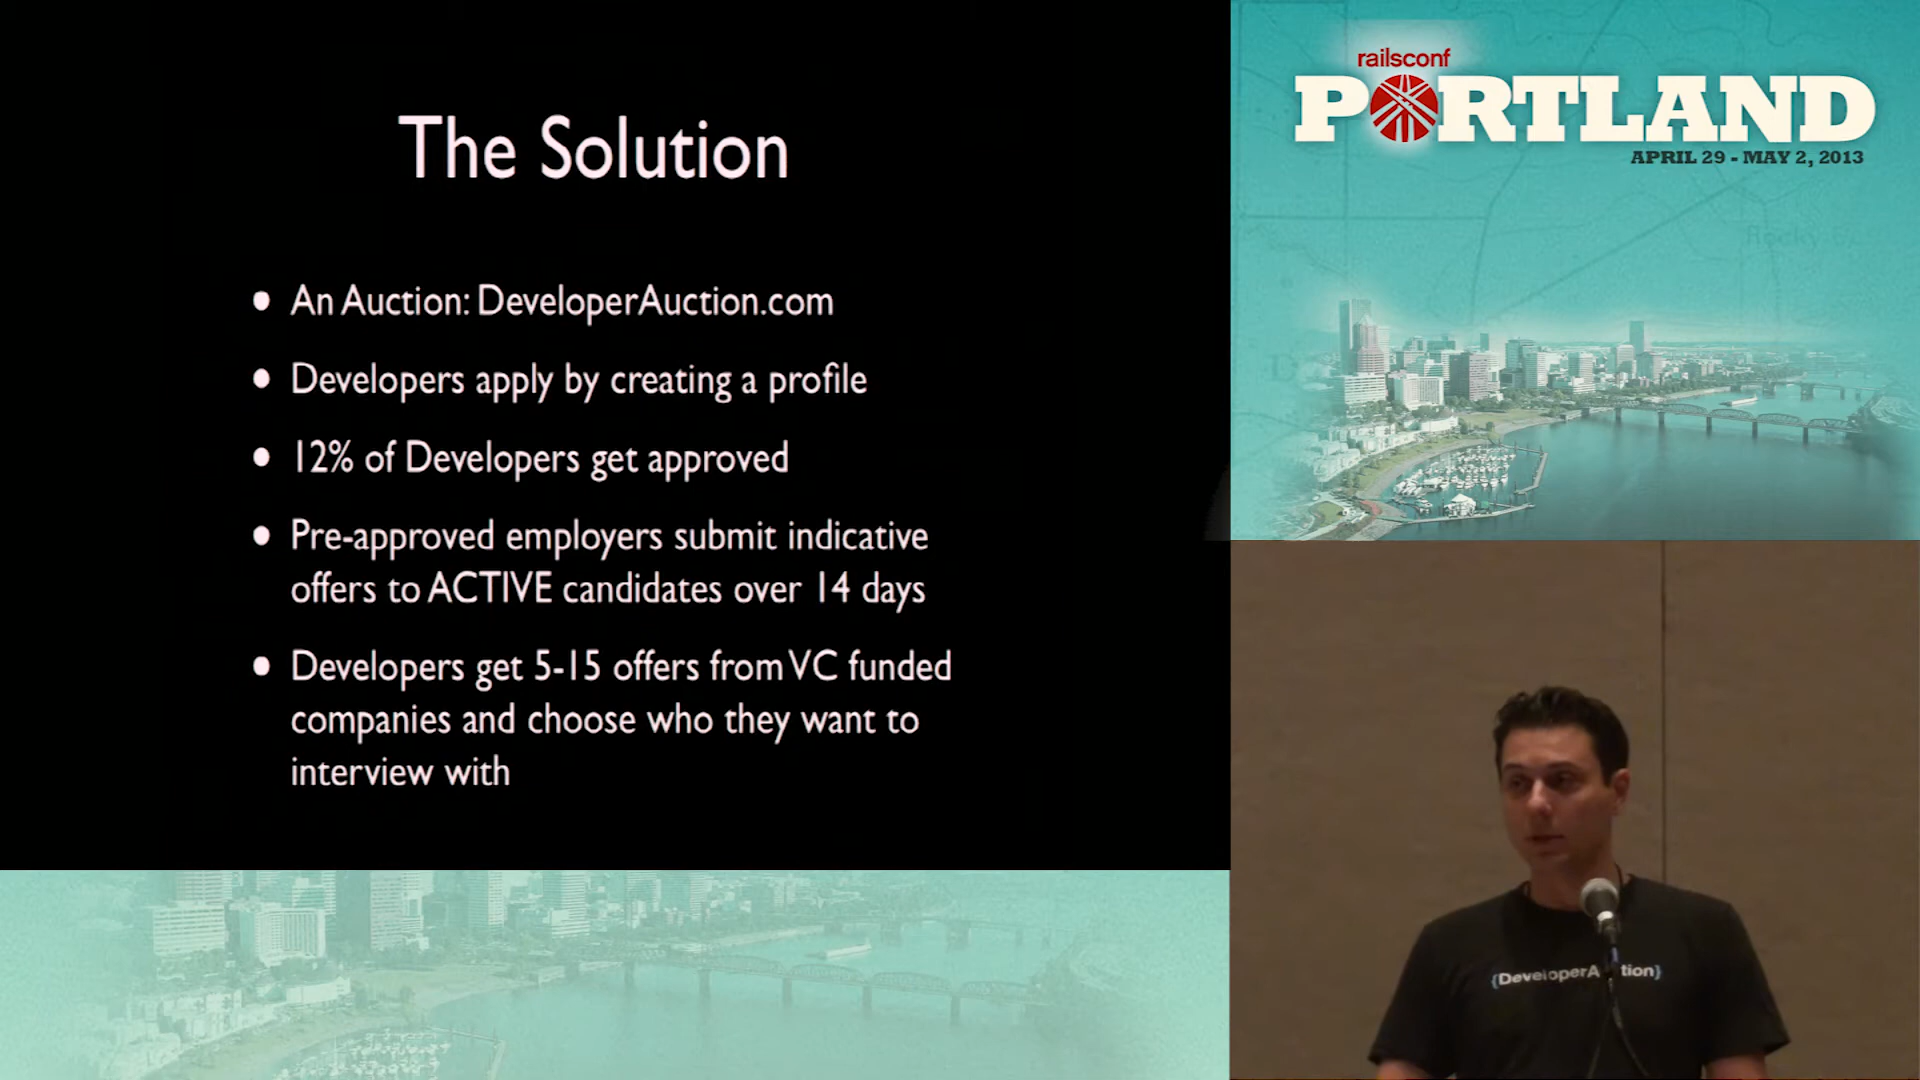 The Solution
• An Auction: DeveloperAuction.com
• Developers apply by creating a profile
• 12% of Developers get approved
• Pre-approved employers submit indicative
offers to ACTIVE candidates over 14 days
• Developers get 5-15 offers from VC funded
companies and choose who they want to
interview with
railsconf
PORTLAND
APRIL 29 - MAY 2, 2013
{DeveloperAuction}